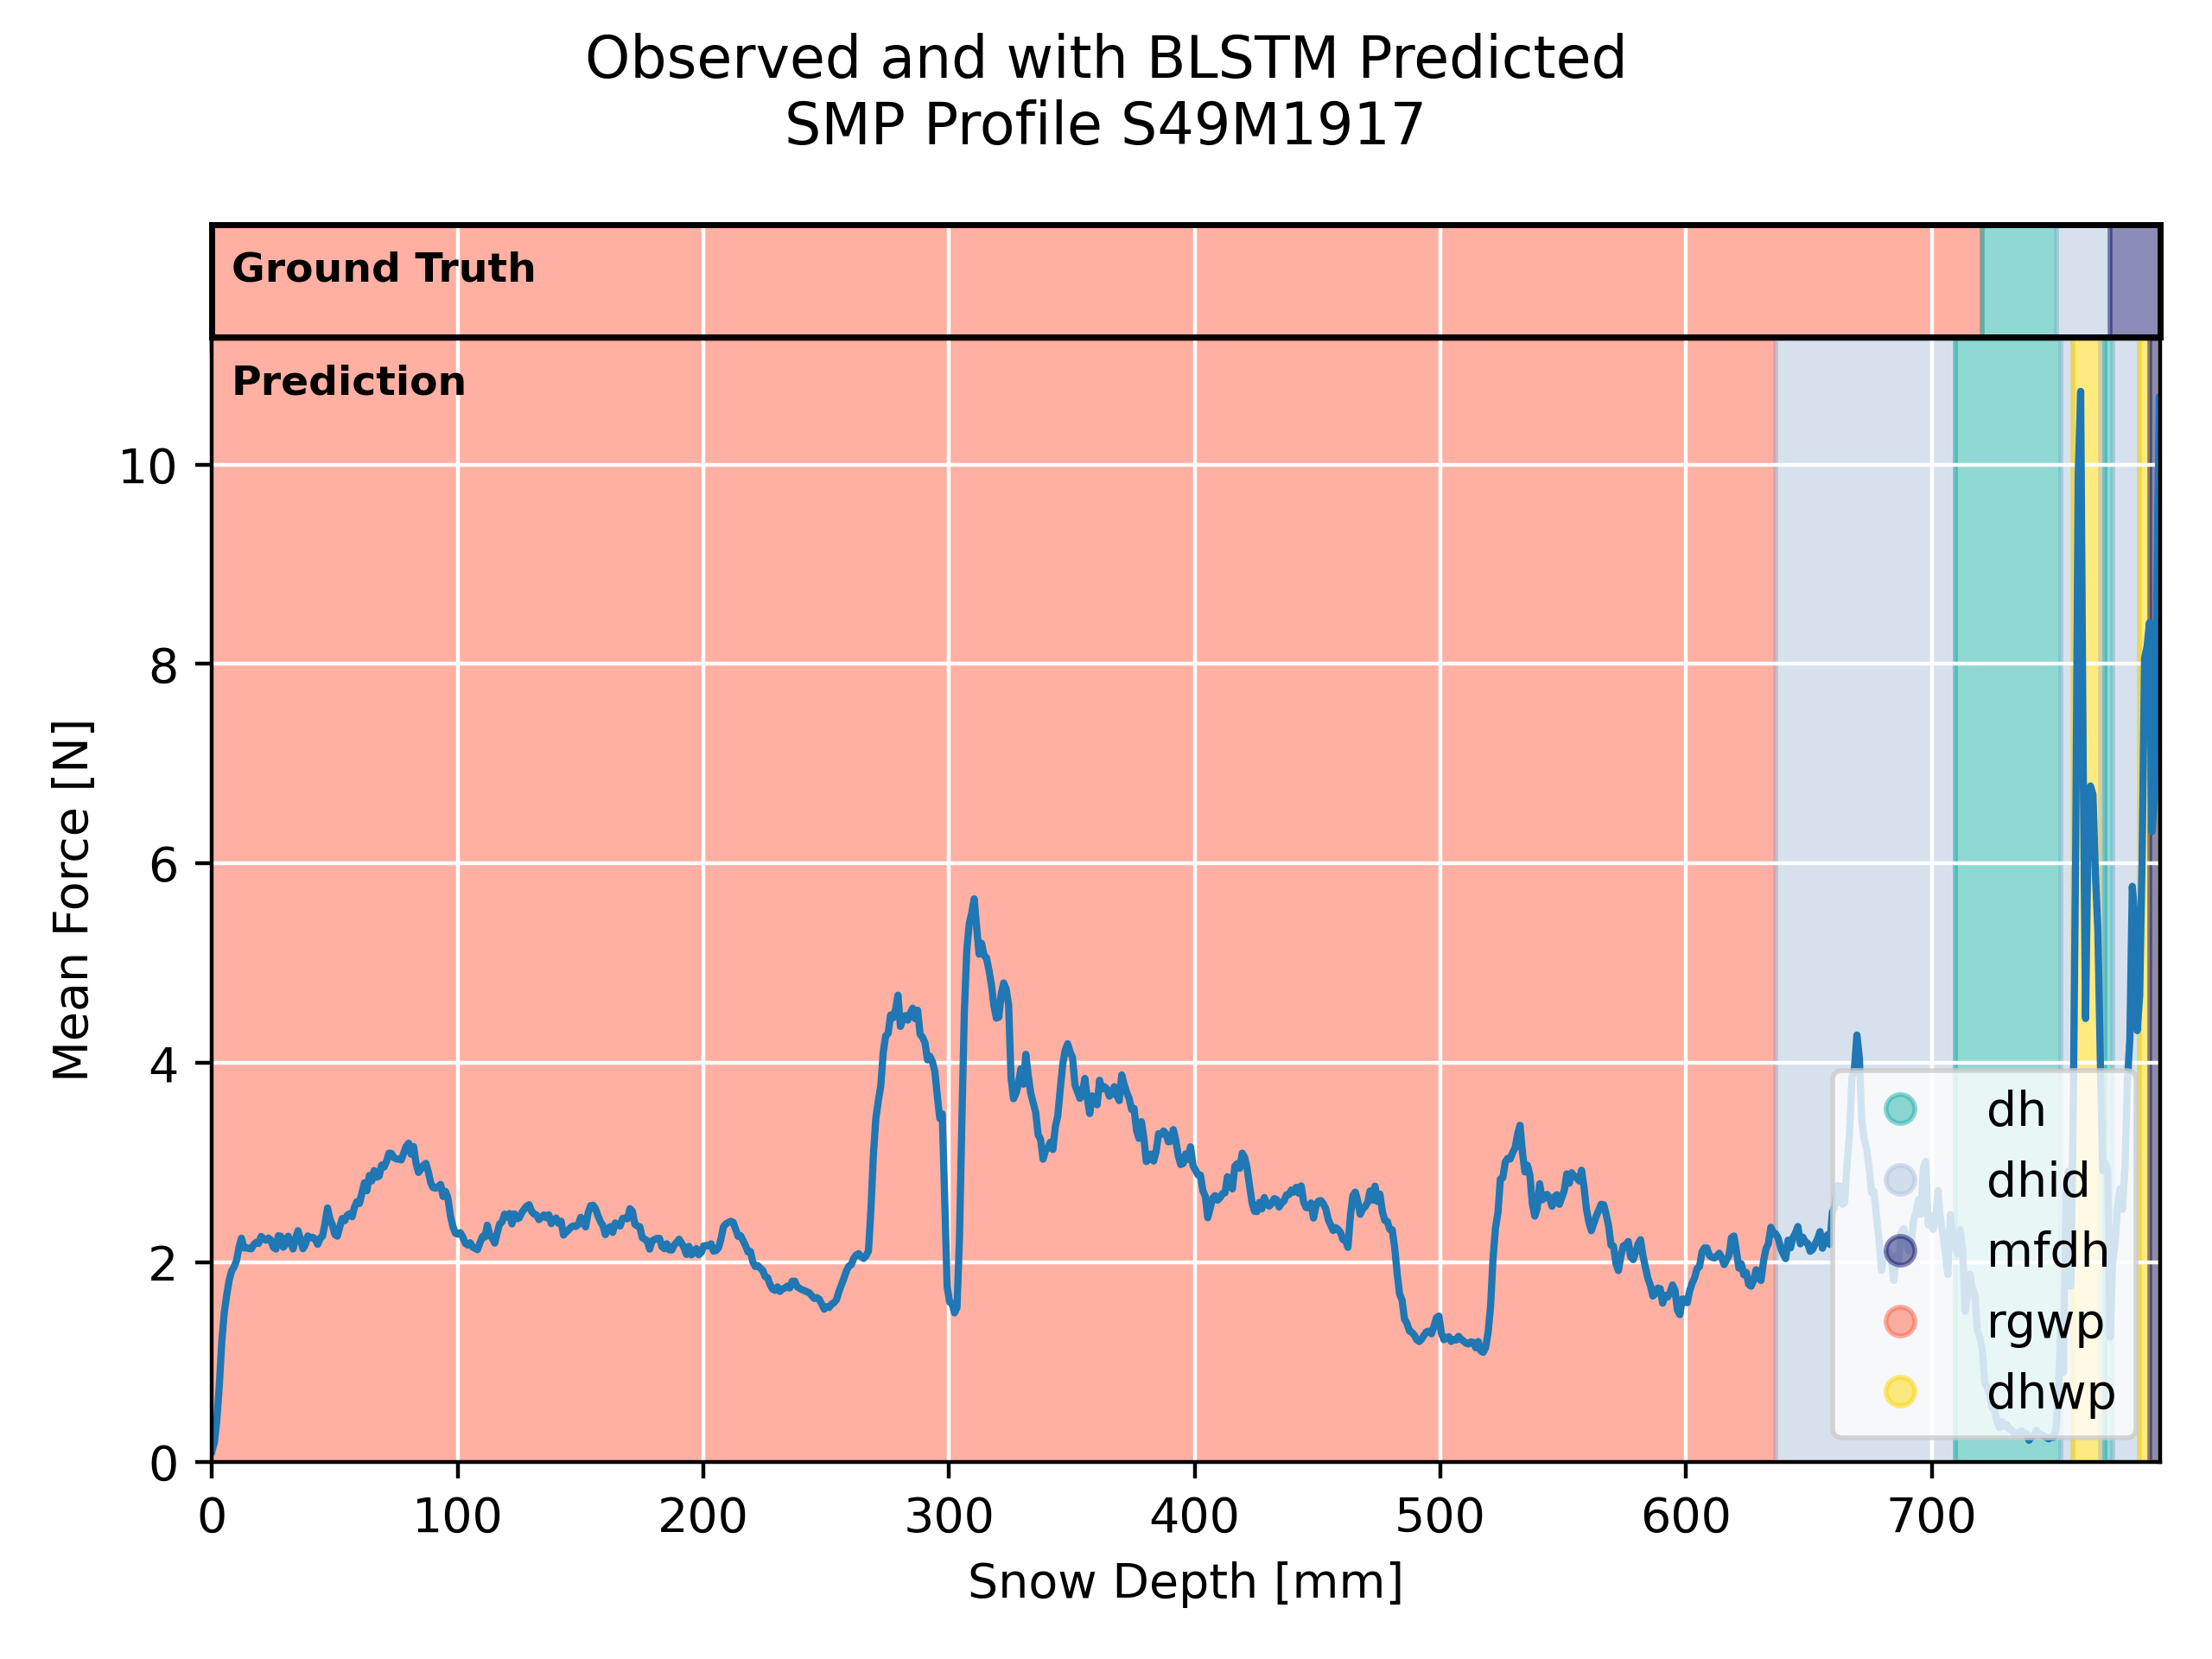 Observed and with BLSTM Predicted
SMP Profile S49M1917
Ground Truth
Prediction
10
8
6
4
2
0
Mean Force [N]
dh
dhid
mfdh
rgwp
dhwp
0 100 200 300 400 500 600 700
Snow Depth [mm]